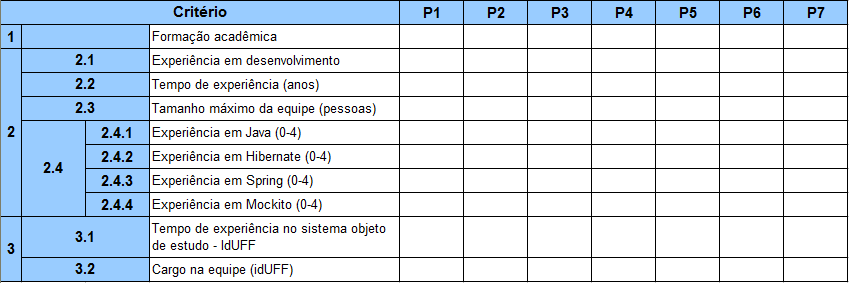 Critério P1 P2 P3 P4 P5 P6 P7
1 Formação acadêmica
2
2.1 Experiência em desenvolvimento
2.2 Tempo de experiência (anos)
2.3 Tamanho máximo da equipe (pessoas)
2.4
2.4.1 Experiência em Java (0-4)
2.4.2 Experiência em Hibernate (0-4)
2.4.3 Experiência em Spring (0-4)
2.4.4 Experiência em Mockito (0-4)
3
3.1 Tempo de experiência no sistema objeto
de estudo - IdUFF
3.2 Cargo na equipe (idUFF)